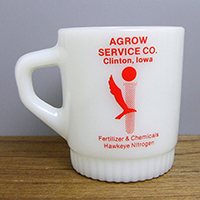 AGROW
SERVICE CO.
Clinton, Iowa
Fertilizer & Chemicals
Hawkeye Nitrogen